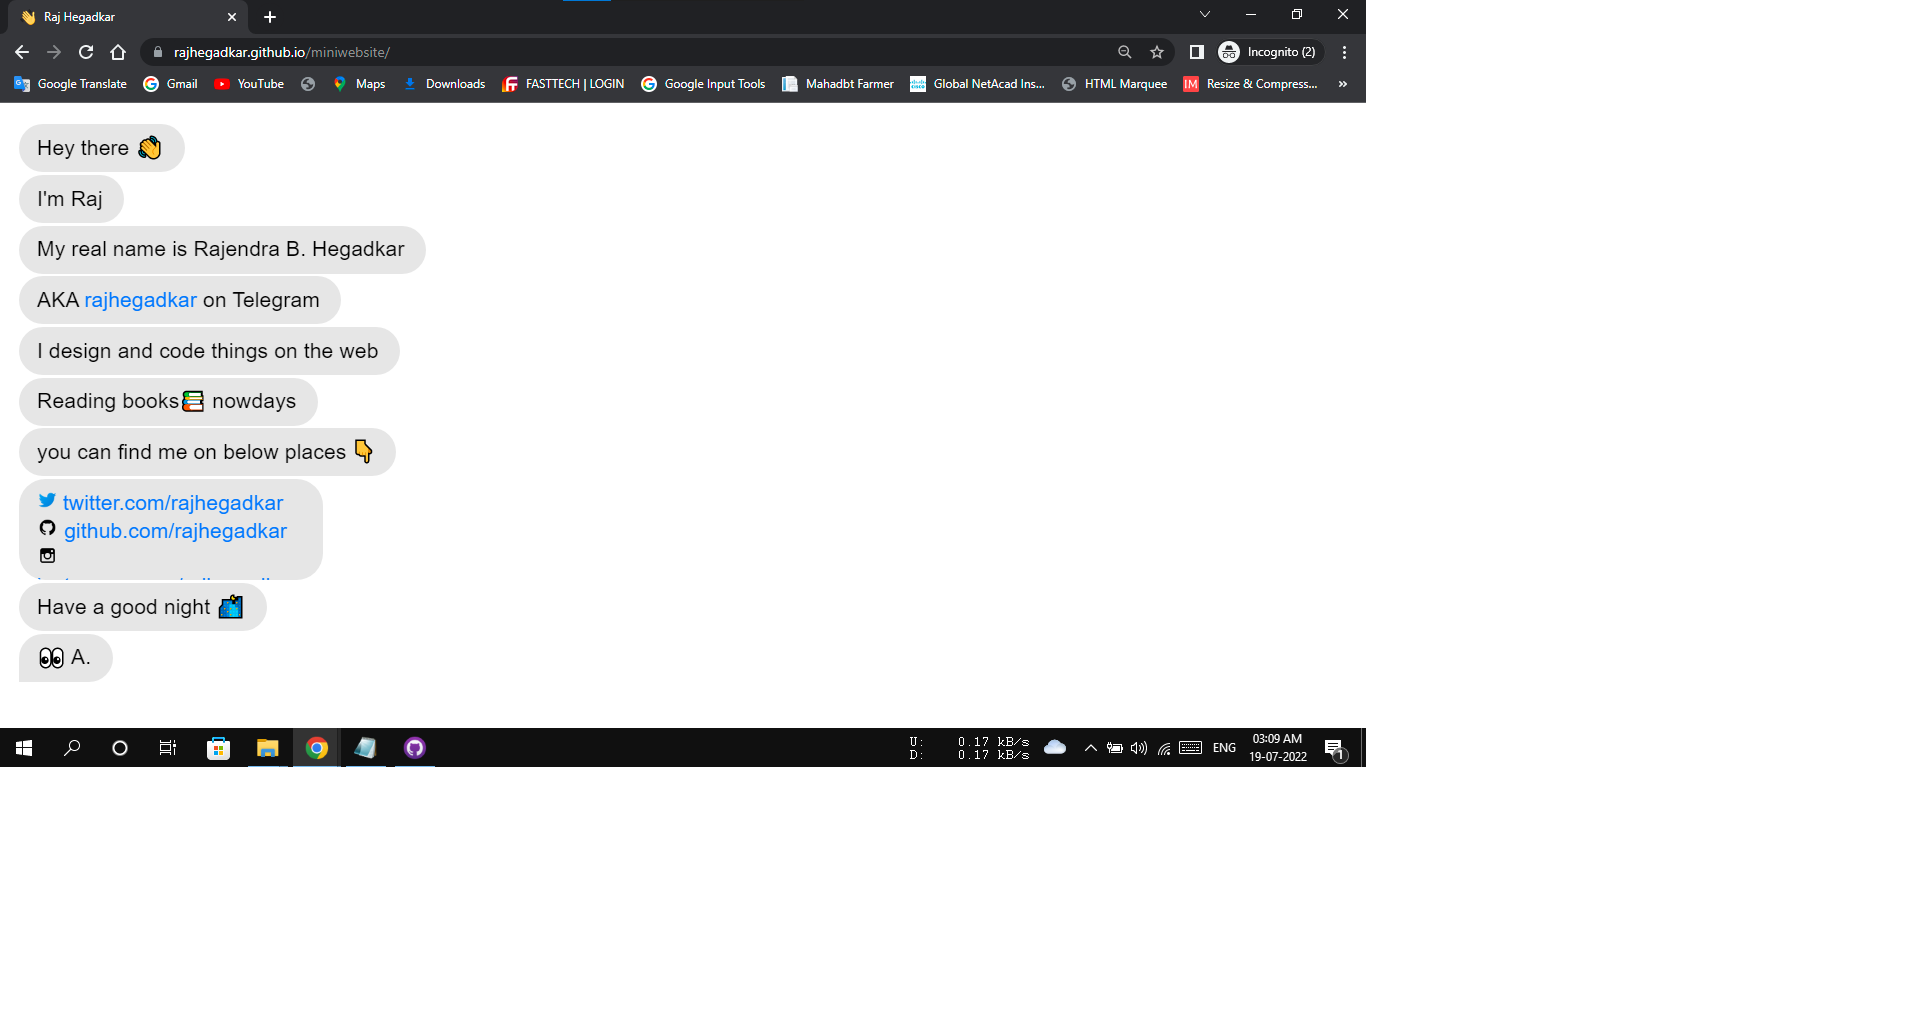 Raj Hegadkar
rajhegadkar.github.io/miniwebsite/
Incognito (2)
Google Translate
Gmail
YouTube
Maps
Downloads
FASTTECH | LOGIN
Google Input Tools
Mahadbt Farmer
Global NetAcad Ins...
HTML Marquee
IM
Resize & Compress...
Hey there
I'm Raj
My real name is Rajendra B. Hegadkar
AKA rajhegadkar on Telegram
I design and code things on the web
Reading books nowdays
you can find me on below places
twitter.com/rajhegadkar
github.com/rajhegadkar
Have a good night
A.
U: 0.17 kB/s
D: 0.17 kB/s
ENG
03:09 AM
19-07-2022
1